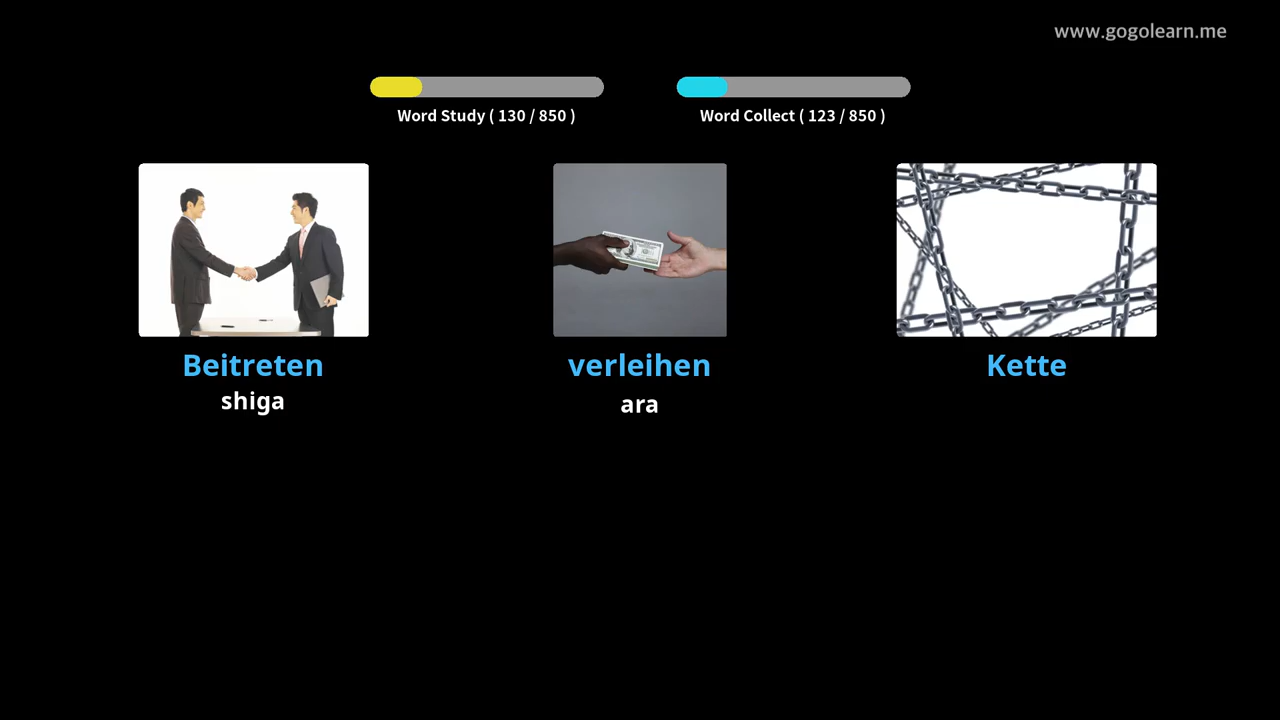 www.gogolearn.me
Word Study ( 130 / 850 )
Word Collect ( 123 / 850 )
Beitreten
shiga
verleihen
ara
Kette